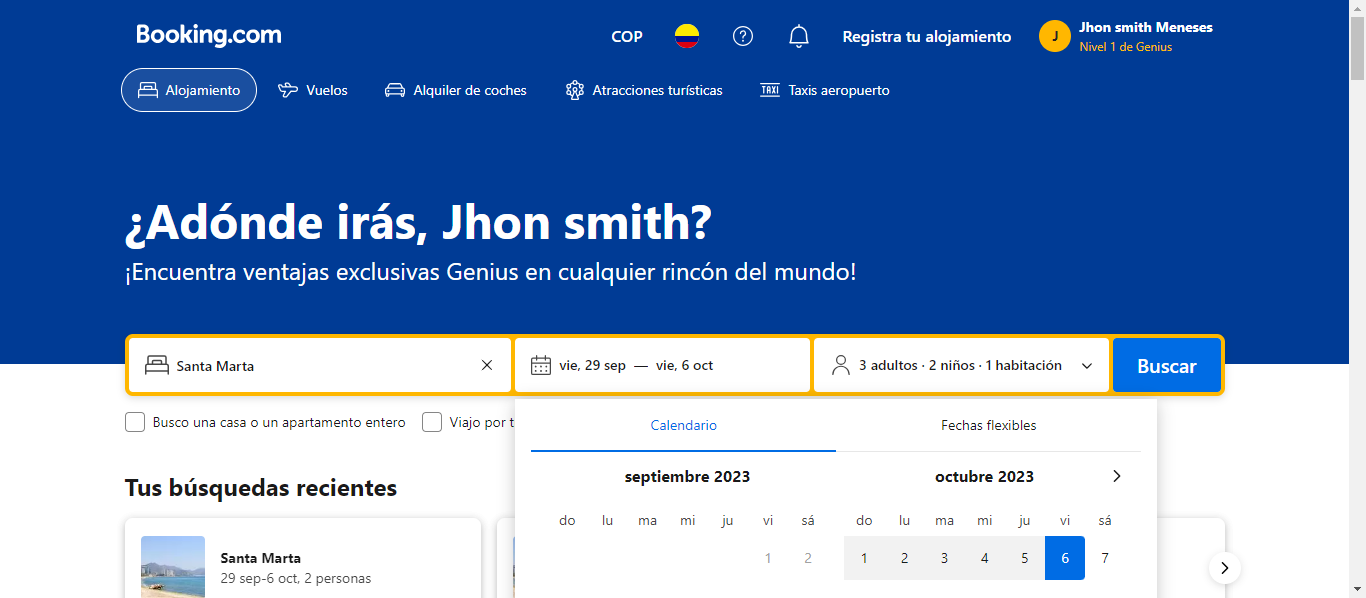 Booking.com
COP
Registra tu alojamiento
J
Jhon smith Meneses
Nivel 1 de Genius
Alojamiento
Vuelos
Alquiler de coches
Atracciones turísticas
TAXI
Taxis aeropuerto
¿Adónde irás, Jhon smith?
¡Encuentra ventajas exclusivas Genius en cualquier rincón del mundo!
Santa Marta
vie, 29 sep — vie, 6 oct
3 adultos · 2 niños · 1 habitación
Buscar
Busco una casa o un apartamento entero
Viajo por t
Calendario
Fechas flexibles
septiembre 2023
octubre 2023
do lu ma mi ju vi sá
do lu ma mi ju vi sá
1 2
1 2 3 4 5 6 7
Tus búsquedas recientes
Santa Marta
29 sep-6 oct, 2 personas